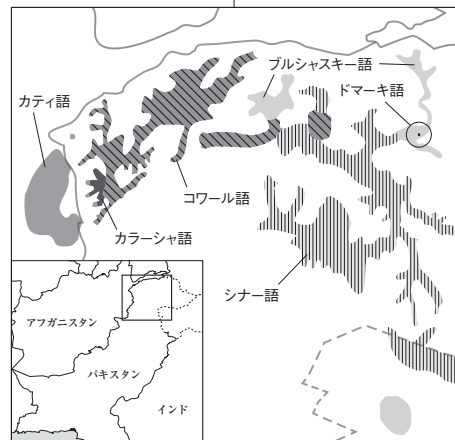 ブルシャスキー語
ドマーキ語
カティ語
コワール語
カラーシャ語
シナー語
アフガニスタン
パキスタン
インド